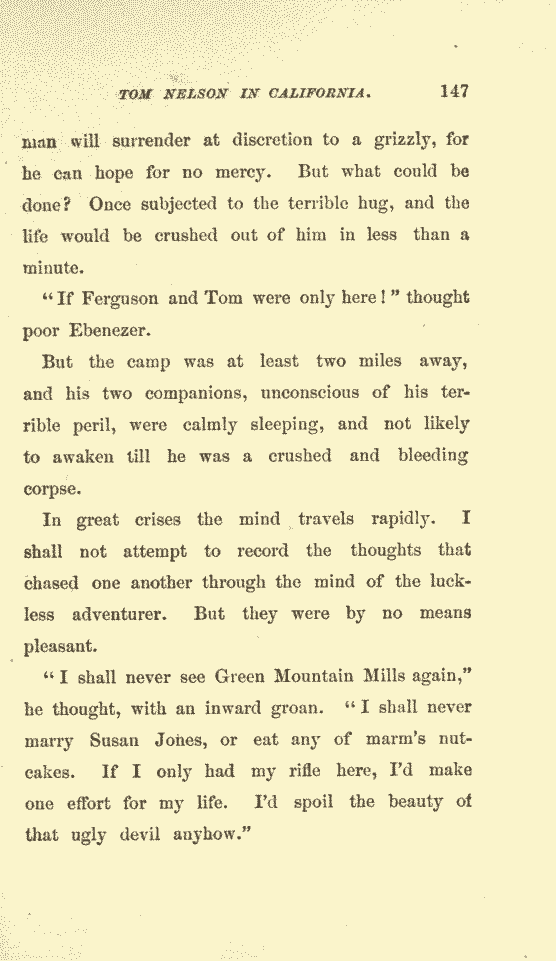 TOM NELSON IN CALIFORNIA. 147
man will surrender at discretion to a grizzly, for
he can hope for no mercy. But what could be
done? Once subjected to the terrible hug, and the
life would be crushed out of him in less than a
minute.
"If Ferguson and Tom were only here!" thought
poor Ebenezer.
But the camp was at least two miles away,
and his two companions, unconscious of his ter-
rible peril, were calmly sleeping, and not likely
to awaken till he was a crushed and bleeding
corpse.
In great crises the mind travels rapidly. I
shall not attempt to record the thoughts that
chased one another through the mind of the luck-
less adventurer. But they were by no means
pleasant.
"I shall never see Green Mountain Mills again,"
he thought, with an inward groan. "I shall never
marry Susan Jones, or eat any of marm's nut-
cakes. If I only had my rifle here, I'd make
one effort for my life. I'd spoil the beauty of
that ugly devil anyhow."